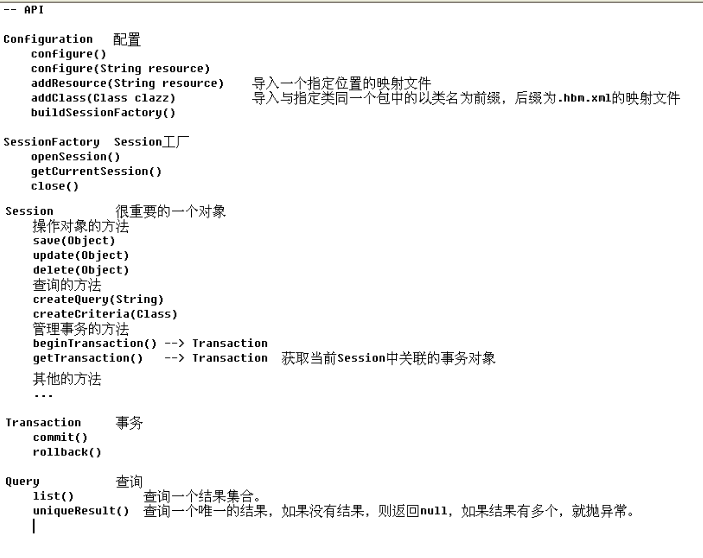 -- API
Configuration 配置
configure()
configure(String resource)
addResource(String resource) 导入一个指定位置的映射文件
addClass(Class clazz) 导入与指定类同一个包中的以类名为前缀，后缀为.hbm.xml的映射文件
buildSessionFactory()
SessionFactory Session工厂
openSession()
getCurrentSession()
close()
Session 很重要的一个对象
操作对象的方法
save(Object)
update(Object)
delete(Object)
查询的方法
createQuery(String)
createCriteria(Class)
管理事务的方法
beginTransaction() --> Transaction
getTransaction() --> Transaction 获取当前Session中关联的事务对象
其他的方法
...
Transaction 事务
commit()
rollback()
Query 查询
list() 查询一个结果集合。
uniqueResult() 查询一个唯一的结果，如果没有结果，则返回null，如果结果有多个，就抛异常。